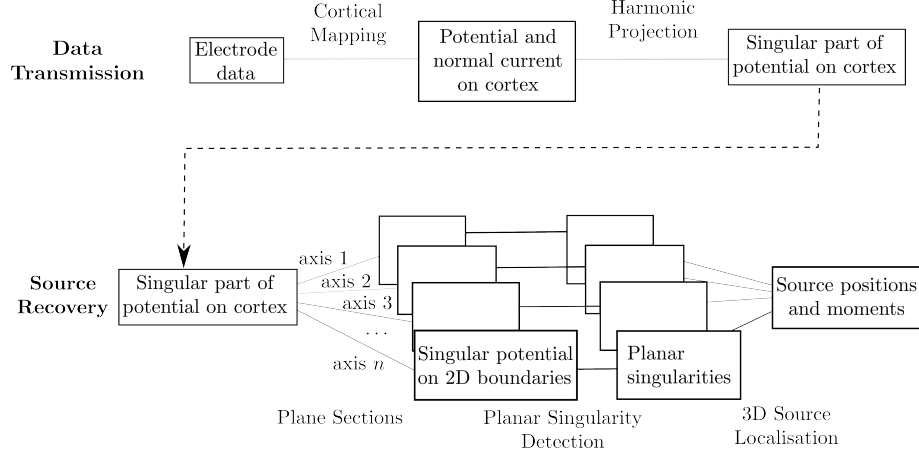 Data
Transmission
Electrode
data
Cortical
Mapping
Potential and
normal current
on cortex
Harmonic
Projection
Singular part of
potential on cortex
Source
Recovery
Singular part of
potential on cortex
axis 1
axis 2
axis 3
...
axis n
Singular potential
on 2D boundaries
Planar
singularities
Source positions
and moments
Plane Sections
Planar Singularity
Detection
3D Source
Localisation